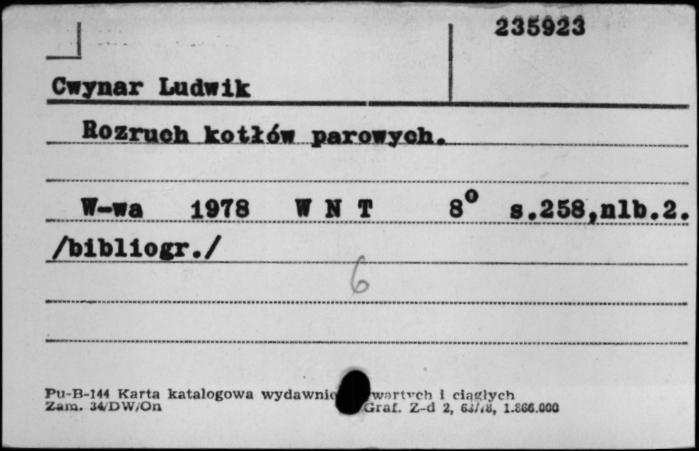 235923
Cwynar Ludwik
Rozruch kotłów parowych.
W-wa 1978 W N T 8° s.258,nlb.2.
/bibliogr./
6
Pu-B-144 Karta katalogowa wydawnic wartych i ciągłych
Zam. 34/DW/On Graf. Z-d 2, 1.866.000